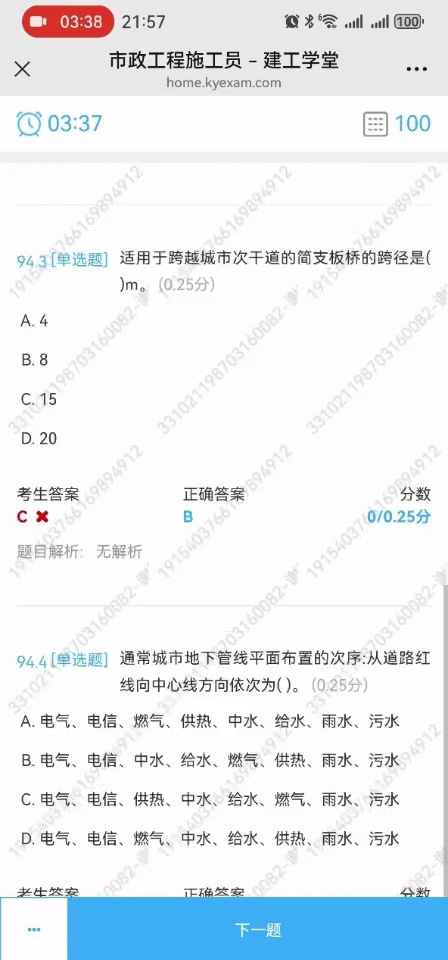 03:38 21:57 100
市政工程施工员 – 建工学堂
home.kyexam.com
03:37 100
94.3 [单选题] 适用于跨越城市次干道的简支板桥的跨径是(
)m。 (0.25分)
A. 4
B. 8
C. 15
D. 20
考生答案 正确答案 分数
C B 0/0.25分
题目解析: 无解析
94.4 [单选题] 通常城市地下管线平面布置的次序:从道路红
线向中心线方向依次为( )。 (0.25分)
A. 电气、电信、燃气、供热、中水、给水、雨水、污水
B. 电气、电信、中水、给水、燃气、供热、雨水、污水
C. 电气、电信、供热、中水、给水、燃气、雨水、污水
D. 电气、电信、燃气、中水、给水、供热、雨水、污水
考生答案 正确答案 分数
下一题